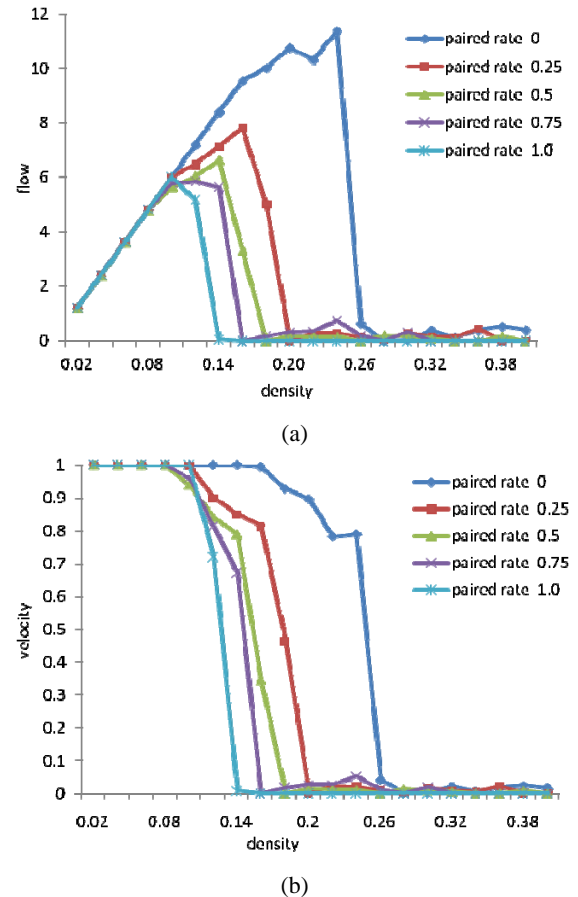 12
10
8
6
4
2
0
flow
paired rate 0
paired rate 0.25
paired rate 0.5
paired rate 0.75
paired rate 1.0
0.02 0.08 0.14 0.20 0.26 0.32 0.38
density
(a)
1
0.9
0.8
0.7
0.6
0.5
0.4
0.3
0.2
0.1
0
velocity
paired rate 0
paired rate 0.25
paired rate 0.5
paired rate 0.75
paired rate 1.0
0.02 0.08 0.14 0.2 0.26 0.32 0.38
density
(b)